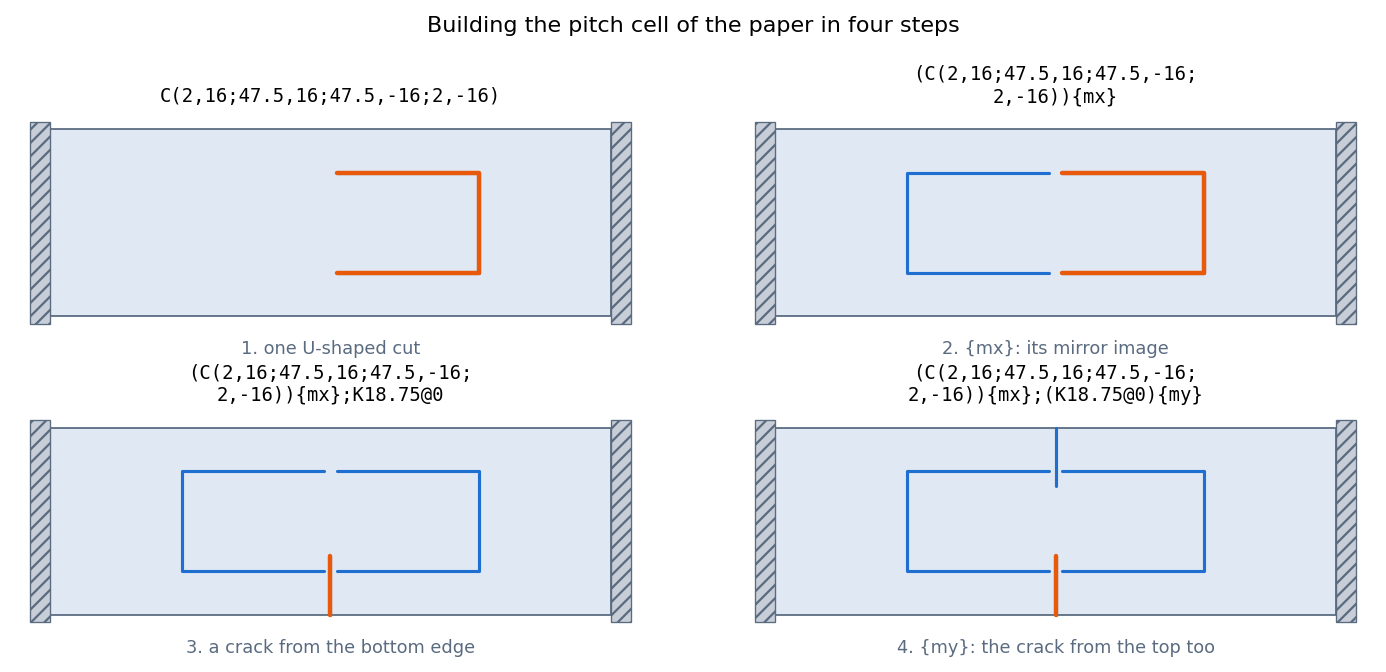 Building the pitch cell of the paper in four steps
C(2,16;47.5,16;47.5,-16;2,-16)
(C(2,16;47.5,16;47.5,-16;
2,-16)){mx}
1. one U-shaped cut
2. {mx}: its mirror image
(C(2,16;47.5,16;47.5,-16;
2,-16)){mx};K18.75@0
(C(2,16;47.5,16;47.5,-16;
2,-16)){mx};(K18.75@0){my}
3. a crack from the bottom edge
4. {my}: the crack from the top too